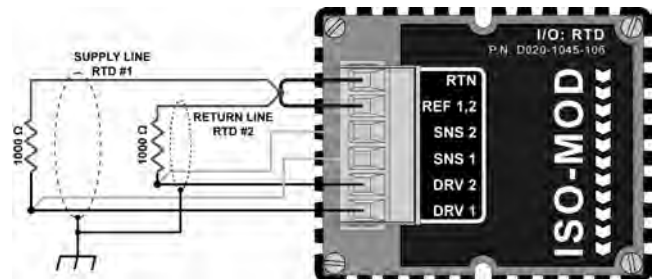 SUPPLY LINE
RTD #1
RETURN LINE
RTD #2
1000 Ω
1000 Ω
I/O: RTD
P.N. D020-1045-106
RTN
REF 1,2
SNS 2
SNS 1
DRV 2
DRV 1
ISO-MOD